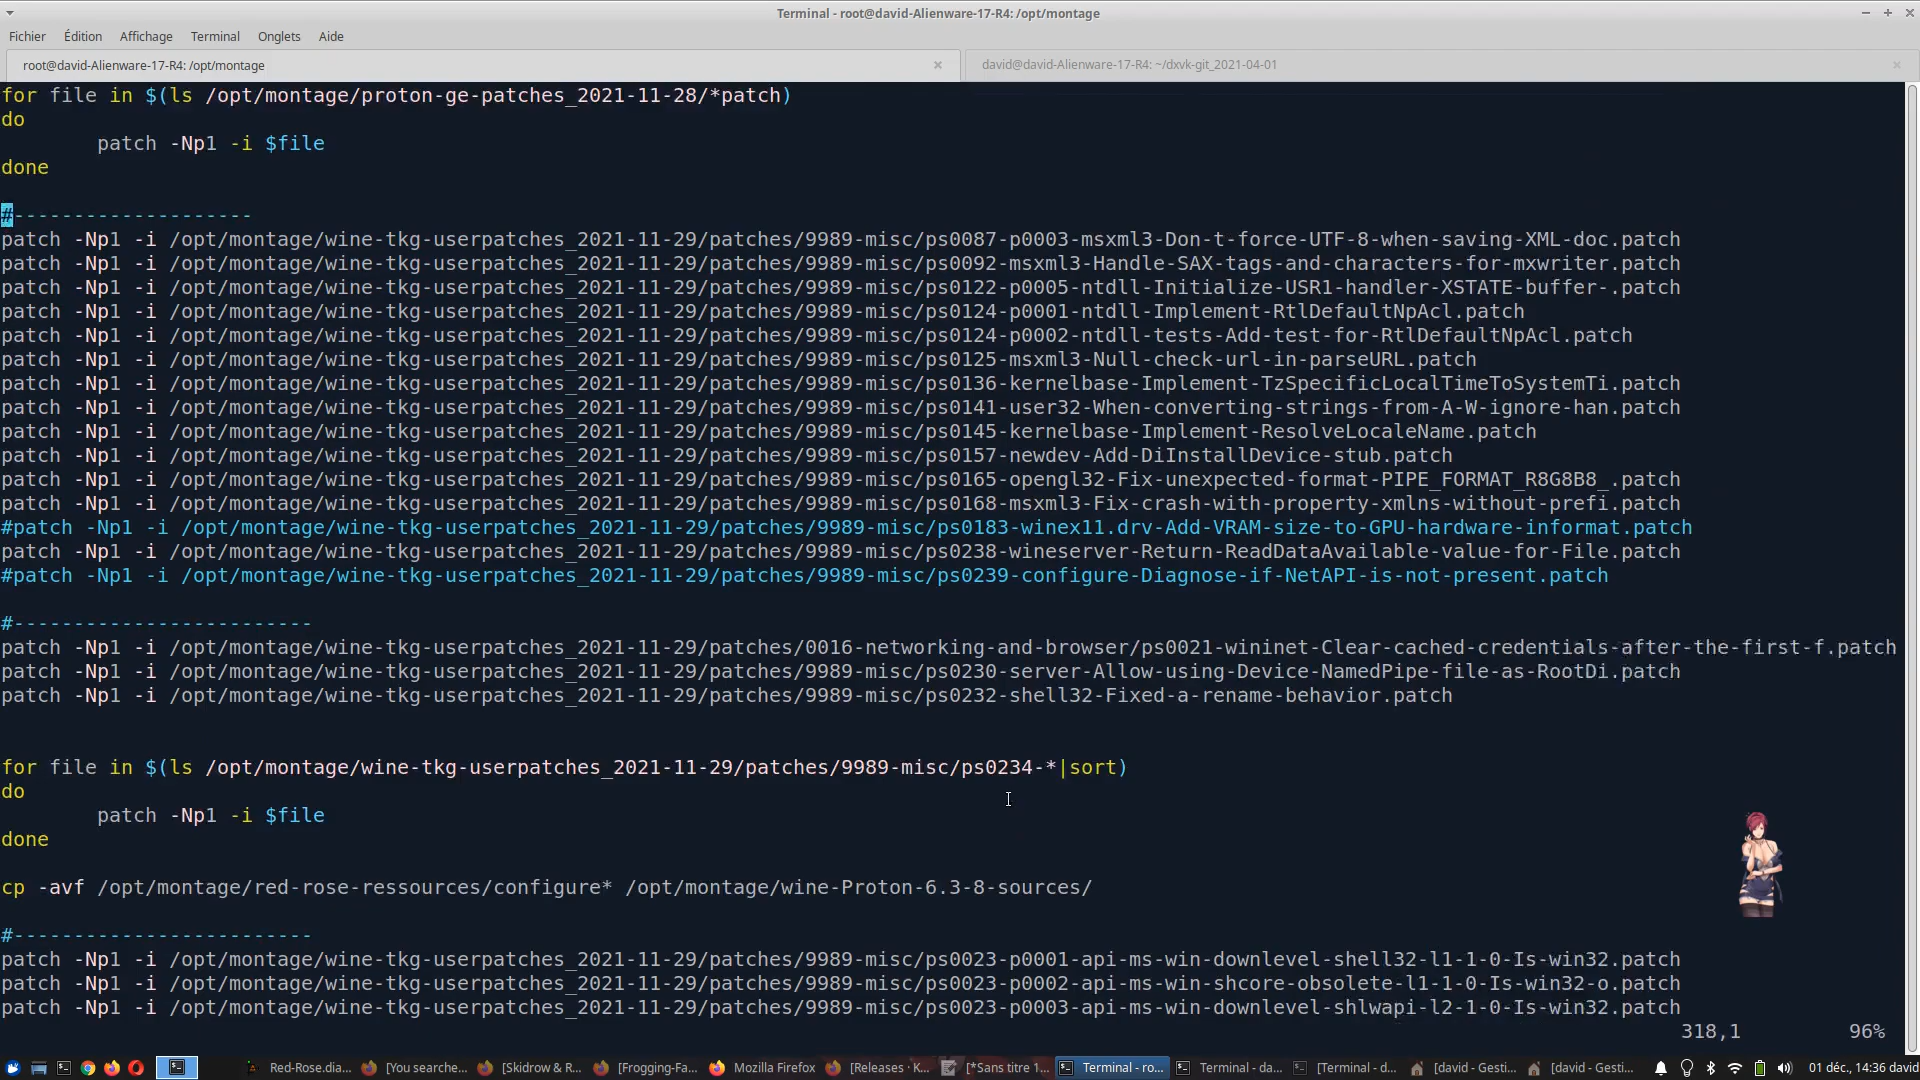 Terminal - root@david-Alienware-17-R4: /opt/montage
Fichier Édition Affichage Terminal Onglets Aide
root@david-Alienware-17-R4: /opt/montage
david@david-Alienware-17-R4: ~/dxvk-git_2021-04-01
for file in $(ls /opt/montage/proton-ge-patches_2021-11-28/*patch)
do
patch -Np1 -i $file
done
#--------------------
patch -Np1 -i /opt/montage/wine-tkg-userpatches_2021-11-29/patches/9989-misc/ps0087-p0003-msxml3-Don-t-force-UTF-8-when-saving-XML-doc.patch
patch -Np1 -i /opt/montage/wine-tkg-userpatches_2021-11-29/patches/9989-misc/ps0092-msxml3-Handle-SAX-tags-and-characters-for-mxwriter.patch
patch -Np1 -i /opt/montage/wine-tkg-userpatches_2021-11-29/patches/9989-misc/ps0122-p0005-ntdll-Initialize-USR1-handler-XSTATE-buffer-.patch
patch -Np1 -i /opt/montage/wine-tkg-userpatches_2021-11-29/patches/9989-misc/ps0124-p0001-ntdll-Implement-RtlDefaultNpAcl.patch
patch -Np1 -i /opt/montage/wine-tkg-userpatches_2021-11-29/patches/9989-misc/ps0124-p0002-ntdll-tests-Add-test-for-RtlDefaultNpAcl.patch
patch -Np1 -i /opt/montage/wine-tkg-userpatches_2021-11-29/patches/9989-misc/ps0125-msxml3-Null-check-url-in-parseURL.patch
patch -Np1 -i /opt/montage/wine-tkg-userpatches_2021-11-29/patches/9989-misc/ps0136-kernelbase-Implement-TzSpecificLocalTimeToSystemTi.patch
patch -Np1 -i /opt/montage/wine-tkg-userpatches_2021-11-29/patches/9989-misc/ps0141-user32-When-converting-strings-from-A-W-ignore-han.patch
patch -Np1 -i /opt/montage/wine-tkg-userpatches_2021-11-29/patches/9989-misc/ps0145-kernelbase-Implement-ResolveLocaleName.patch
patch -Np1 -i /opt/montage/wine-tkg-userpatches_2021-11-29/patches/9989-misc/ps0157-newdev-Add-DiInstallDevice-stub.patch
patch -Np1 -i /opt/montage/wine-tkg-userpatches_2021-11-29/patches/9989-misc/ps0165-opengl32-Fix-unexpected-format-PIPE_FORMAT_R8G8B8_.patch
patch -Np1 -i /opt/montage/wine-tkg-userpatches_2021-11-29/patches/9989-misc/ps0168-msxml3-Fix-crash-with-property-xmlns-without-prefi.patch
#patch -Np1 -i /opt/montage/wine-tkg-userpatches_2021-11-29/patches/9989-misc/ps0183-winex11.drv-Add-VRAM-size-to-GPU-hardware-informat.patch
patch -Np1 -i /opt/montage/wine-tkg-userpatches_2021-11-29/patches/9989-misc/ps0238-wineserver-Return-ReadDataAvailable-value-for-File.patch
#patch -Np1 -i /opt/montage/wine-tkg-userpatches_2021-11-29/patches/9989-misc/ps0239-configure-Diagnose-if-NetAPI-is-not-present.patch
#-------------------------
patch -Np1 -i /opt/montage/wine-tkg-userpatches_2021-11-29/patches/0016-networking-and-browser/ps0021-wininet-Clear-cached-credentials-after-the-first-f.patch
patch -Np1 -i /opt/montage/wine-tkg-userpatches_2021-11-29/patches/9989-misc/ps0230-server-Allow-using-Device-NamedPipe-file-as-RootDi.patch
patch -Np1 -i /opt/montage/wine-tkg-userpatches_2021-11-29/patches/9989-misc/ps0232-shell32-Fixed-a-rename-behavior.patch
for file in $(ls /opt/montage/wine-tkg-userpatches_2021-11-29/patches/9989-misc/ps0234-*|sort)
do
patch -Np1 -i $file
done
cp -avf /opt/montage/red-rose-ressources/configure* /opt/montage/wine-Proton-6.3-8-sources/
#-------------------------
patch -Np1 -i /opt/montage/wine-tkg-userpatches_2021-11-29/patches/9989-misc/ps0023-p0001-api-ms-win-downlevel-shell32-l1-1-0-Is-win32.patch
patch -Np1 -i /opt/montage/wine-tkg-userpatches_2021-11-29/patches/9989-misc/ps0023-p0002-api-ms-win-shcore-obsolete-l1-1-0-Is-win32-o.patch
patch -Np1 -i /opt/montage/wine-tkg-userpatches_2021-11-29/patches/9989-misc/ps0023-p0003-api-ms-win-downlevel-shlwapi-l2-1-0-Is-win32.patch
318,1 96%
Red-Rose.dia... [You searche... [Skidrow & R... [Frogging-Fa... Mozilla Firefox [Releases · K... [*Sans titre 1... Terminal - ro... Terminal - da... [Terminal - d... [david - Gesti... [david - Gesti... 01 déc., 14:36 david